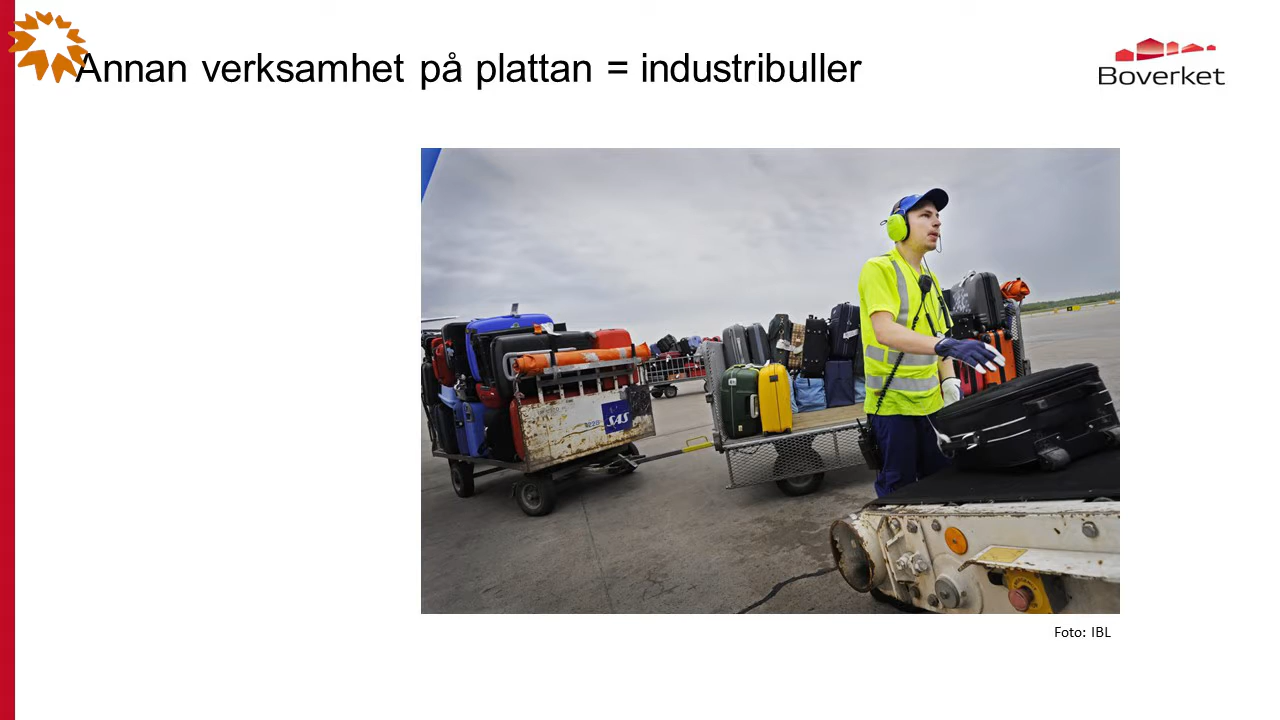 Annan verksamhet på plattan = industribuller
Boverket
SAS
Foto: IBL